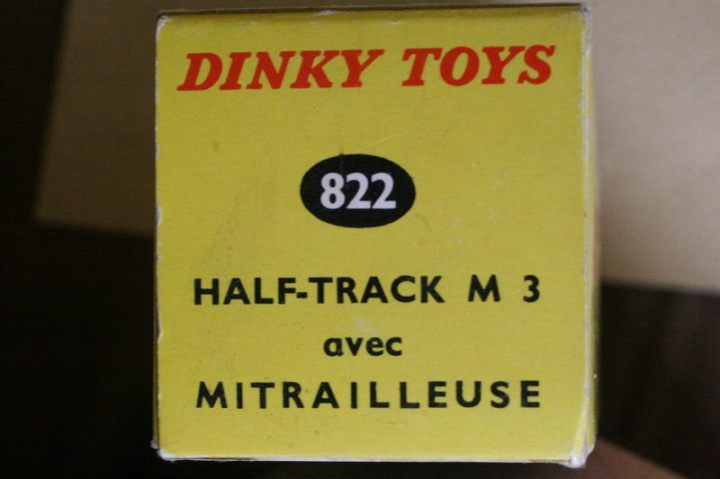 DINKY TOYS
822
HALF-TRACK M 3
avec
MITRAILLEUSE